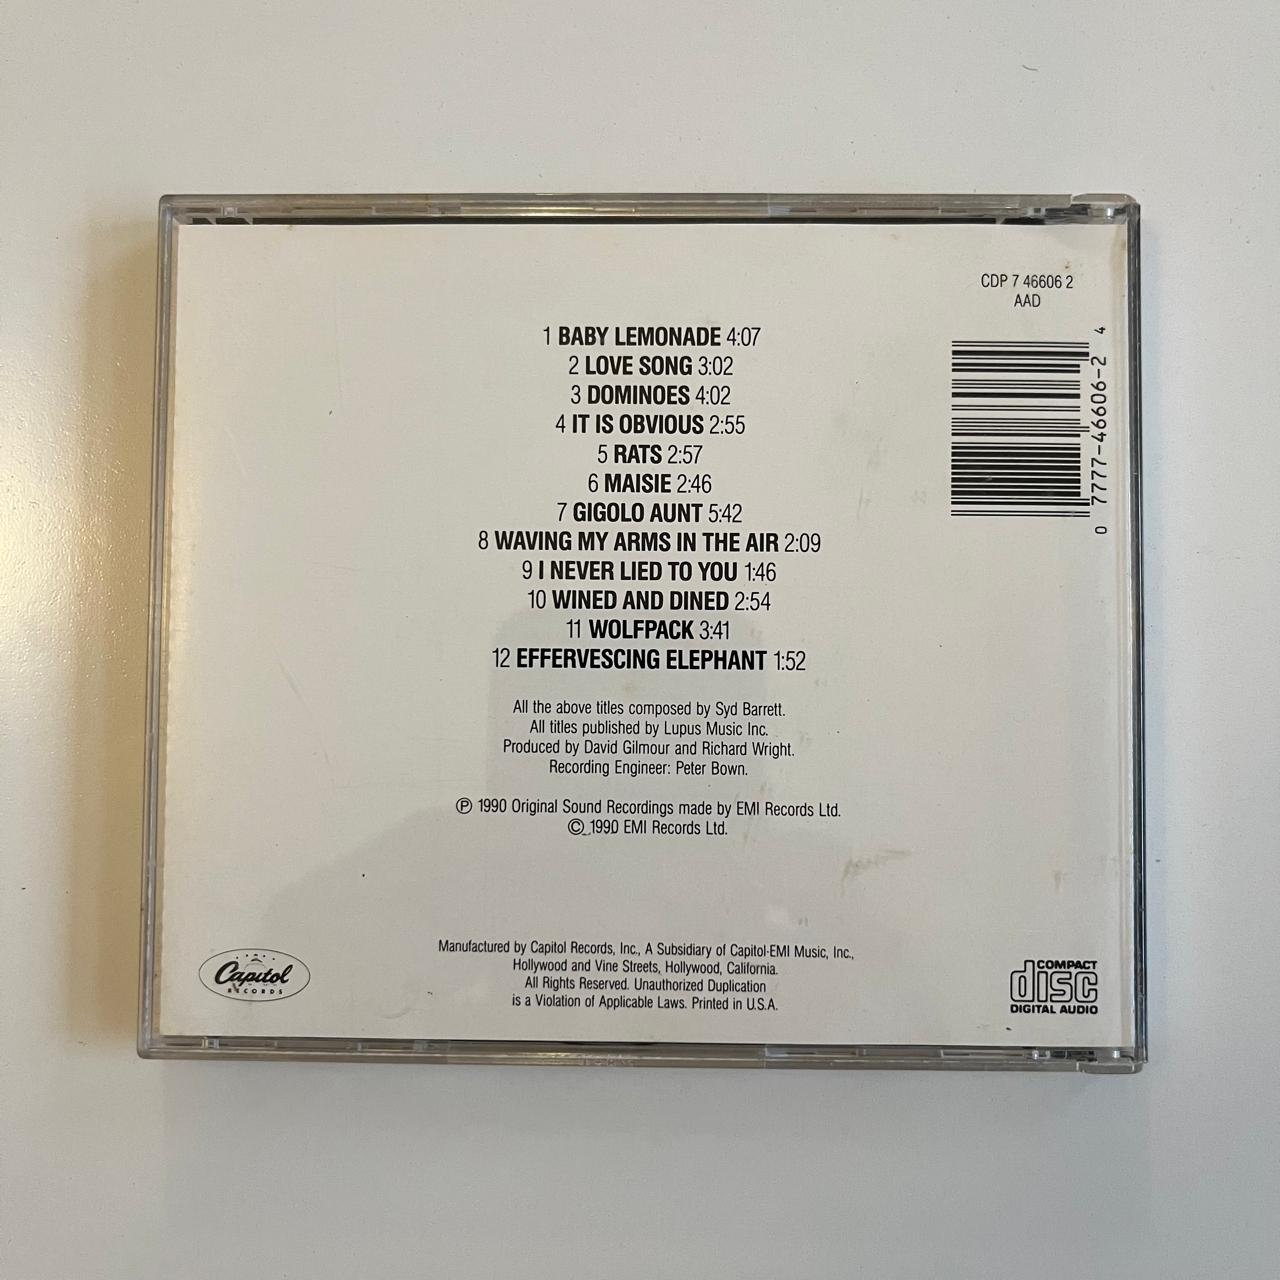 CDP 7 46606 2
AAD
0 7777-46606-2 4
1 BABY LEMONADE 4:07
2 LOVE SONG 3:02
3 DOMINOES 4:02
4 IT IS OBVIOUS 2:55
5 RATS 2:57
6 MAISIE 2:46
7 GIGOLO AUNT 5:42
8 WAVING MY ARMS IN THE AIR 2:09
9 I NEVER LIED TO YOU 1:46
10 WINED AND DINED 2:54
11 WOLFPACK 3:41
12 EFFERVESCING ELEPHANT 1:52
All the above titles composed by Syd Barrett.
All titles published by Lupus Music Inc.
Produced by David Gilmour and Richard Wright.
Recording Engineer: Peter Bown.
℗ 1990 Original Sound Recordings made by EMI Records Ltd.
© 1990 EMI Records Ltd.
Manufactured by Capitol Records, Inc., A Subsidiary of Capitol-EMI Music, Inc.,
Hollywood and Vine Streets, Hollywood, California.
All Rights Reserved. Unauthorized Duplication
is a Violation of Applicable Laws. Printed in U.S.A.
Capitol
RECORDS
COMPACT
disc
DIGITAL AUDIO